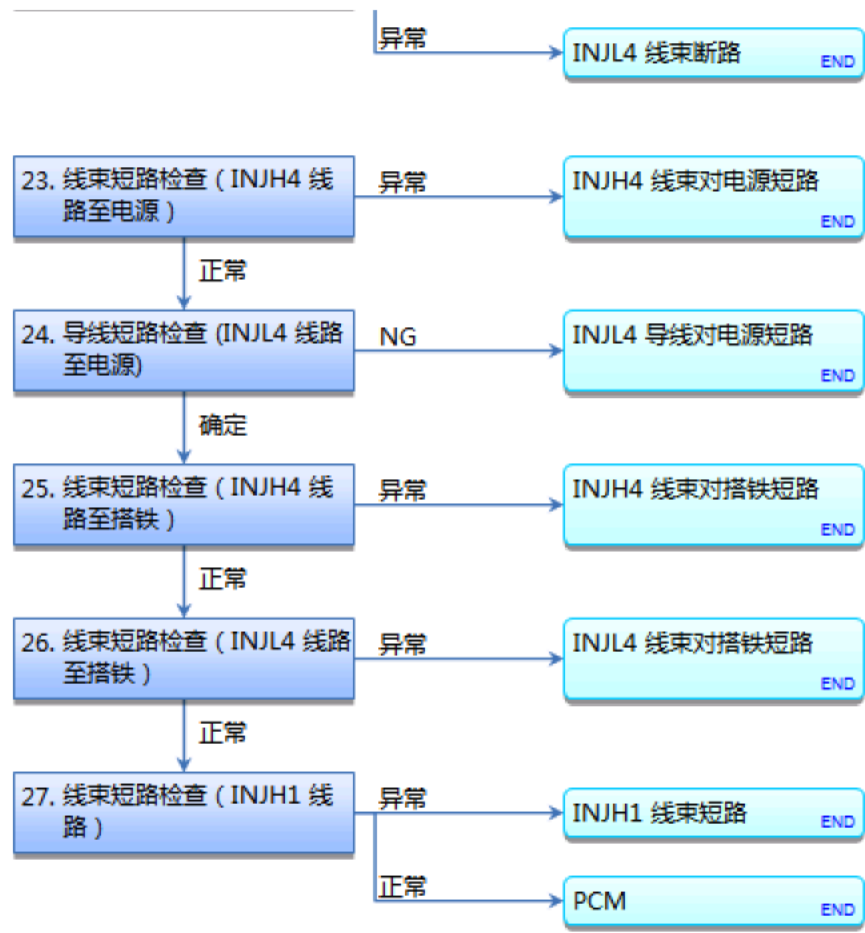 异常
INJL4 线束断路
END
23. 线束短路检查（INJH4 线
路至电源）
异常
INJH4 线束对电源短路
END
正常
24. 导线短路检查 (INJL4 线路
至电源)
NG
INJL4 导线对电源短路
END
确定
25. 线束短路检查（INJH4 线
路至搭铁）
异常
INJH4 线束对搭铁短路
END
正常
26. 线束短路检查（INJL4 线路
至搭铁）
异常
INJL4 线束对搭铁短路
END
正常
27. 线束短路检查（INJH1 线
路）
异常
INJH1 线束短路
END
正常
PCM
END